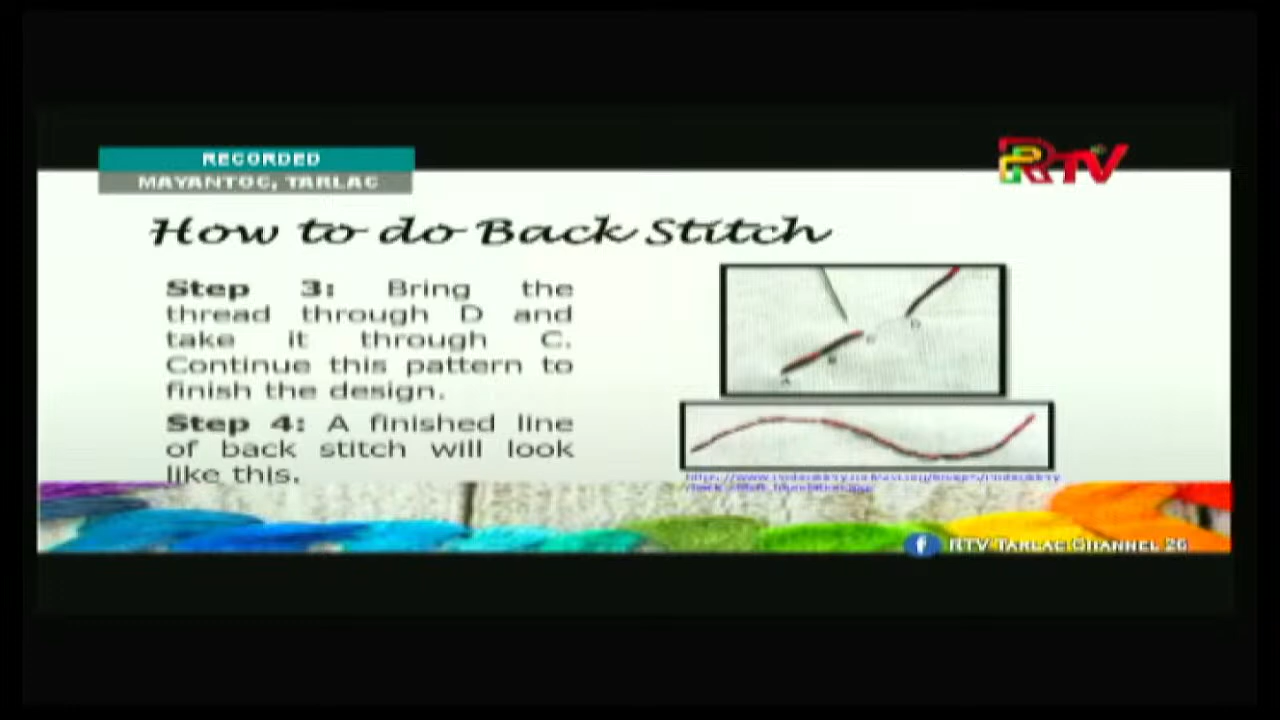 RECORDED
MAYANTOC, TARLAC
RTV
How to do Back Stitch
Step 3: Bring the
thread through D and
take it through C.
Continue this pattern to
finish the design.
Step 4: A finished line
of back stitch will look
like this.
A
B
C
D
f RTV TARLAC CHANNEL 26